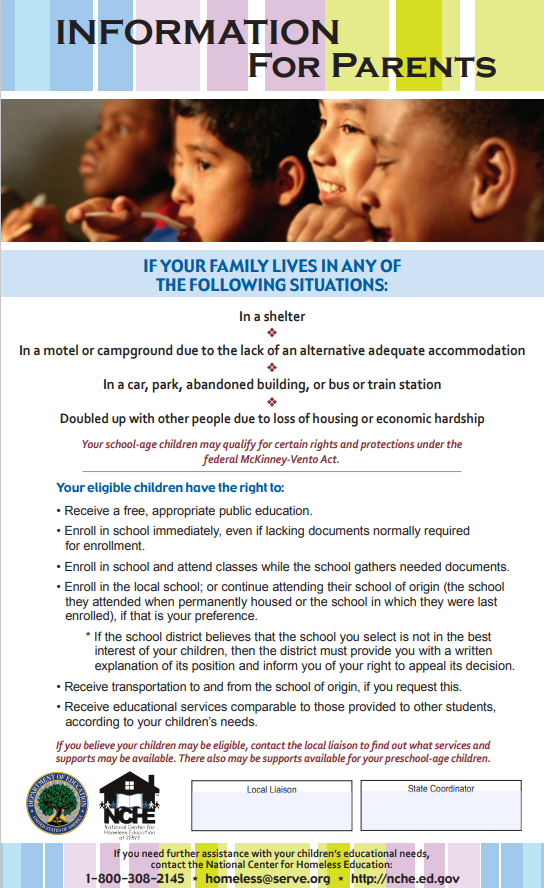 INFORMATION
FOR PARENTS
IF YOUR FAMILY LIVES IN ANY OF
THE FOLLOWING SITUATIONS:
In a shelter
In a motel or campground due to the lack of an alternative adequate accommodation
In a car, park, abandoned building, or bus or train station
Doubled up with other people due to loss of housing or economic hardship
Your school-age children may qualify for certain rights and protections under the
federal McKinney-Vento Act.
Your eligible children have the right to:
• Receive a free, appropriate public education.
• Enroll in school immediately, even if lacking documents normally required
for enrollment.
• Enroll in school and attend classes while the school gathers needed documents.
• Enroll in the local school; or continue attending their school of origin (the school
they attended when permanently housed or the school in which they were last
enrolled), if that is your preference.
* If the school district believes that the school you select is not in the best
interest of your children, then the district must provide you with a written
explanation of its position and inform you of your right to appeal its decision.
• Receive transportation to and from the school of origin, if you request this.
• Receive educational services comparable to those provided to other students,
according to your children's needs.
If you believe your children may be eligible, contact the local liaison to find out what services and
supports may be available. There also may be supports available for your preschool-age children.
DEPARTMENT OF EDUCATION
UNITED STATES OF AMERICA
NCHE
National Center for
Homeless Education
at SERVE
Local Liaison
State Coordinator
If you need further assistance with your children's educational needs,
contact the National Center for Homeless Education:
1-800-308-2145 * homeless@serve.org * http://nche.ed.gov